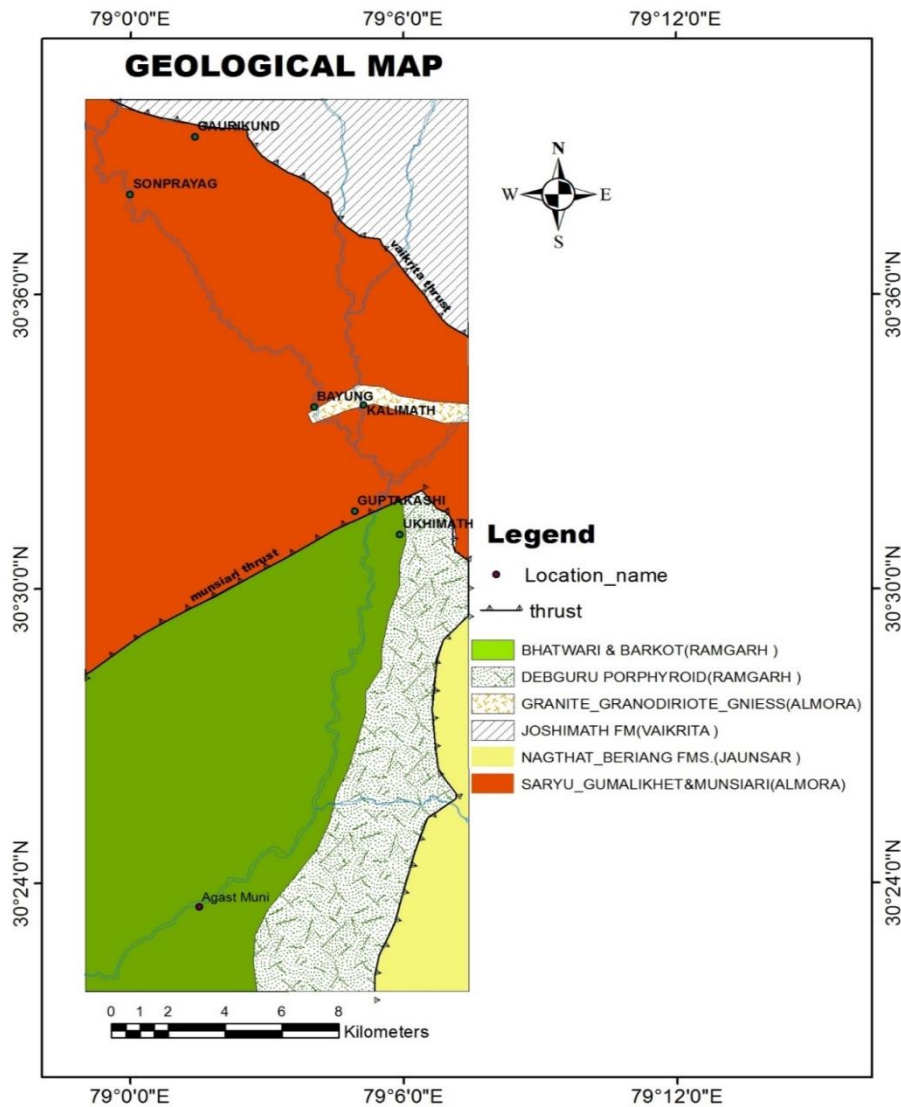 79°0'0"E 79°6'0"E 79°12'0"E
GEOLOGICAL MAP
GAURIKUND
SONPRAYAG
N
W E
S
vaikrita thrust
30°36'0"N 30°36'0"N
BAYUNG
KALIMATH
GUPTAKASHI
UKHIMATH
munsiari thrust
30°30'0"N 30°30'0"N
Legend
Location_name
thrust
BHATWARI & BARKOT(RAMGARH )
DEBGURU PORPHYROID(RAMGARH )
GRANITE_GRANODIRIOTE_GNIESS(ALMORA)
JOSHIMATH FM(VAIKRITA )
NAGTHAT_BERIANG FMS.(JAUNSAR )
SARYU_GUMALIKHET&MUNSIARI(ALMORA)
30°24'0"N 30°24'0"N
Agast Muni
0 1 2 4 6 8
Kilometers
79°0'0"E 79°6'0"E 79°12'0"E